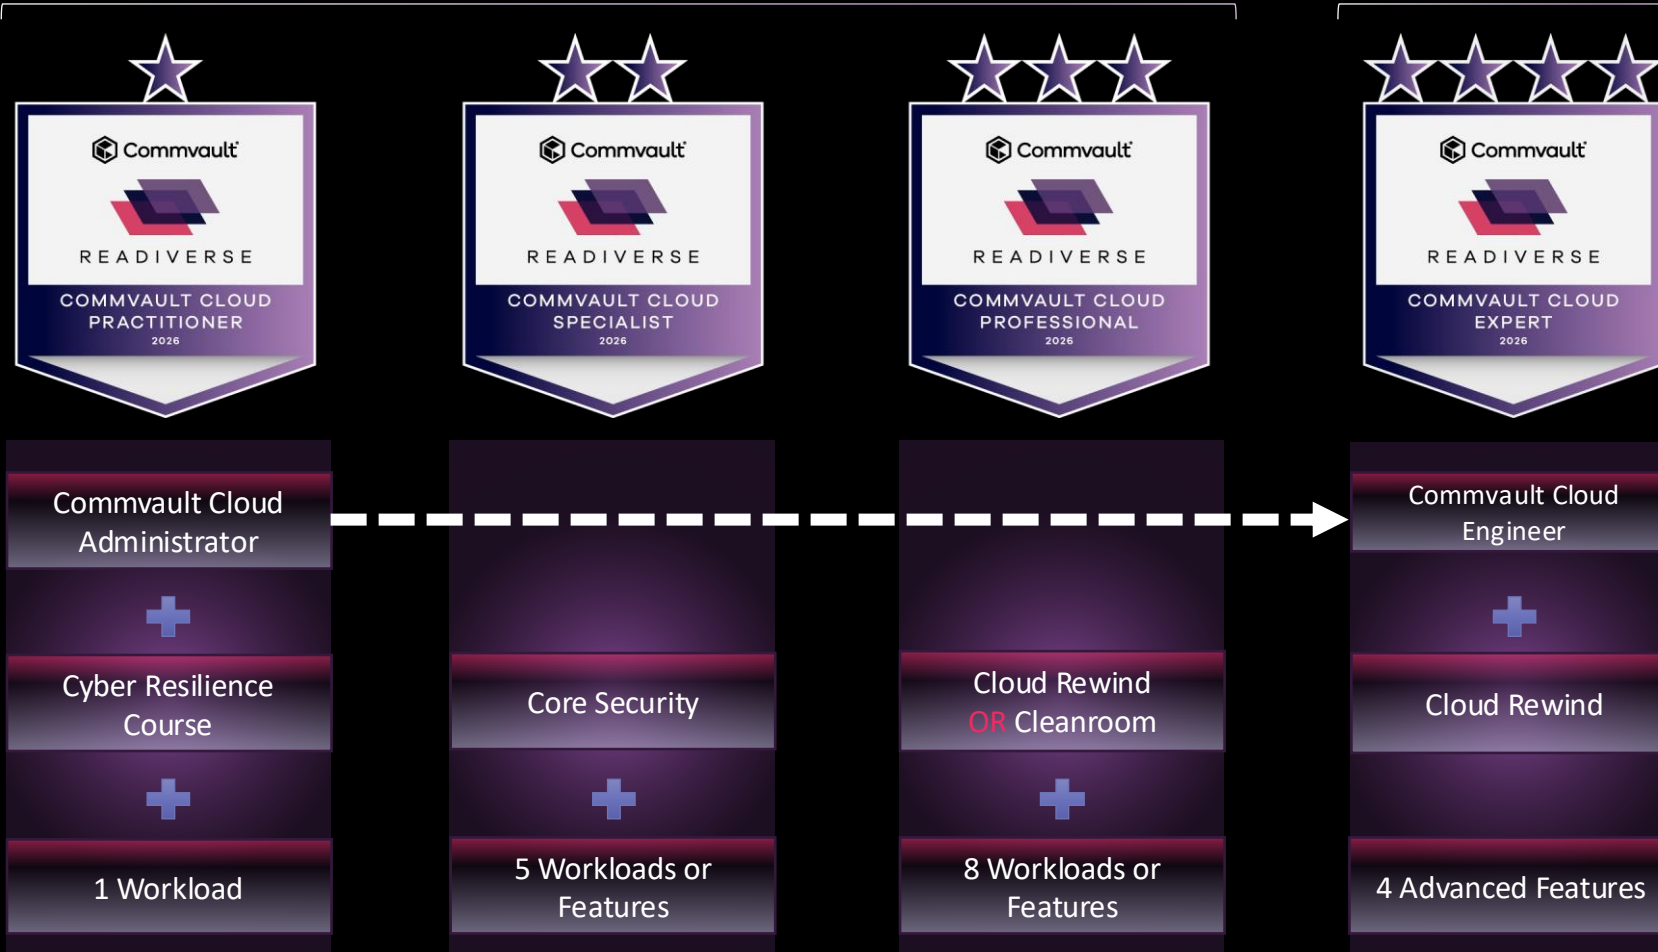 Commvault
READIVERSE
COMMVAULT CLOUD
PRACTITIONER
2026
Commvault
READIVERSE
COMMVAULT CLOUD
SPECIALIST
2026
Commvault
READIVERSE
COMMVAULT CLOUD
PROFESSIONAL
2026
Commvault
READIVERSE
COMMVAULT CLOUD
EXPERT
2026
Commvault Cloud
Administrator
Cyber Resilience
Course
1 Workload
Core Security
5 Workloads or
Features
Cloud Rewind
OR Cleanroom
8 Workloads or
Features
Commvault Cloud
Engineer
Cloud Rewind
4 Advanced Features